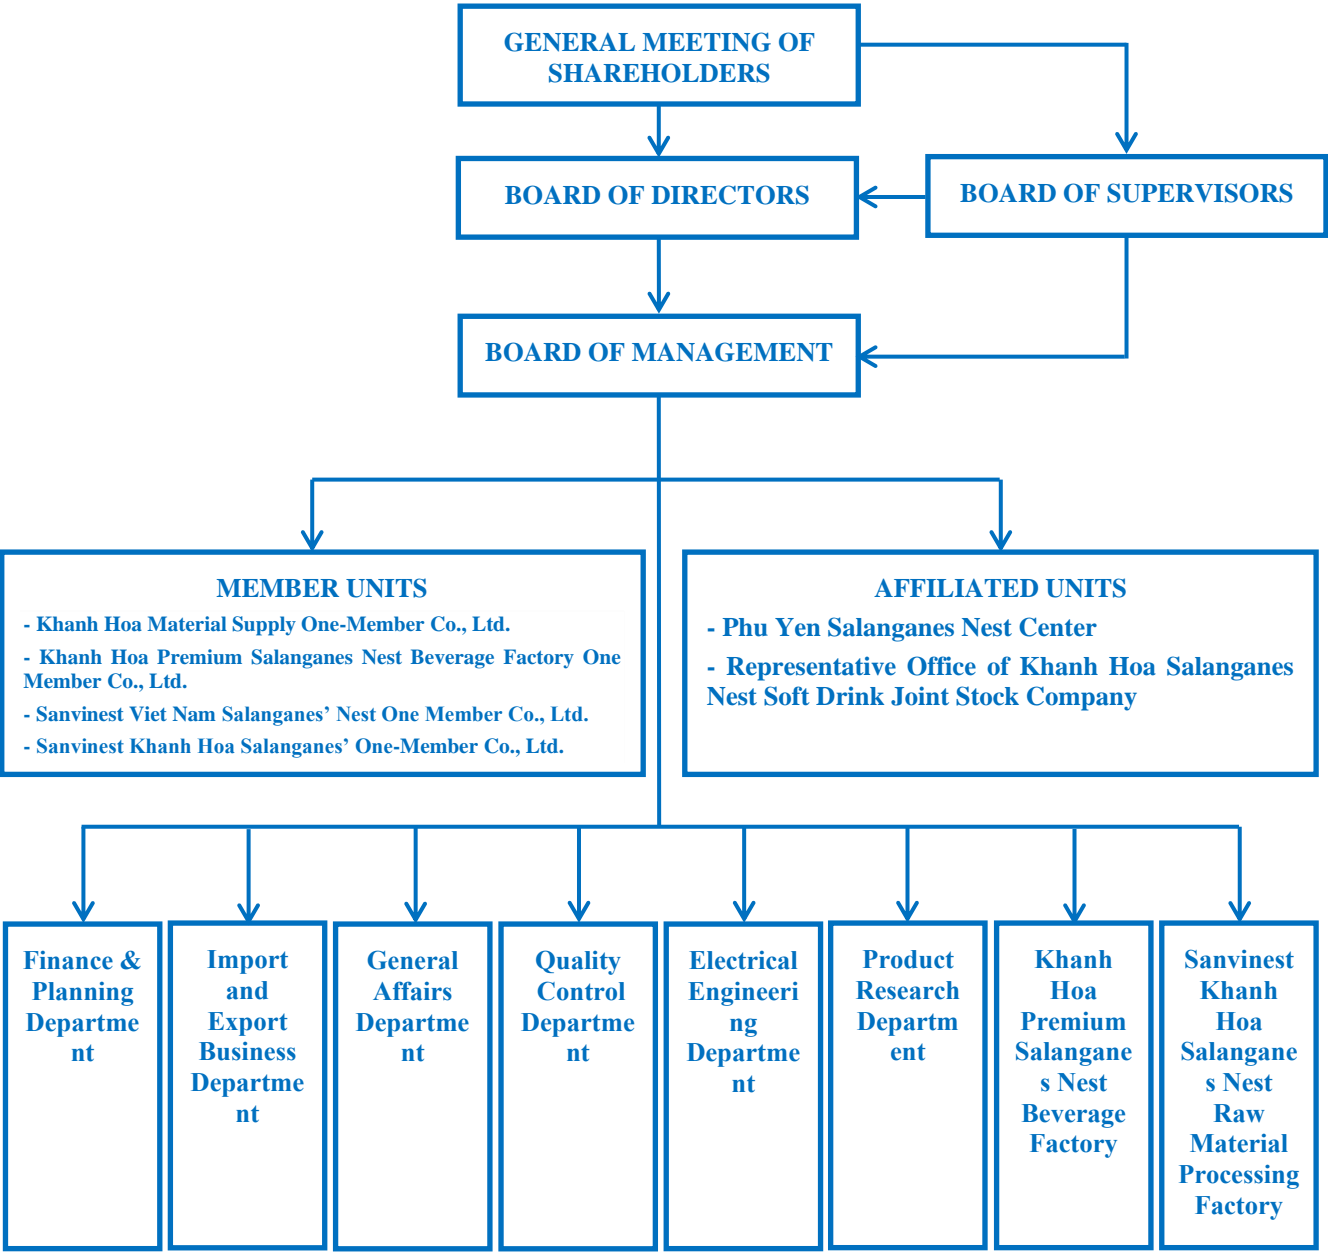 GENERAL MEETING OF
SHAREHOLDERS
BOARD OF DIRECTORS
BOARD OF SUPERVISORS
BOARD OF MANAGEMENT
MEMBER UNITS
- Khanh Hoa Material Supply One-Member Co., Ltd.
- Khanh Hoa Premium Salanganes Nest Beverage Factory One
Member Co., Ltd.
- Sanvinest Viet Nam Salanganes’ Nest One Member Co., Ltd.
- Sanvinest Khanh Hoa Salanganes’ One-Member Co., Ltd.
AFFILIATED UNITS
- Phu Yen Salanganes Nest Center
- Representative Office of Khanh Hoa Salanganes
Nest Soft Drink Joint Stock Company
Finance &
Planning
Departme
nt
Import
and
Export
Business
Departme
nt
General
Affairs
Departme
nt
Quality
Control
Departme
nt
Electrical
Engineeri
ng
Departme
nt
Product
Research
Departm
ent
Khanh
Hoa
Premium
Salangane
s Nest
Beverage
Factory
Sanvinest
Khanh
Hoa
Salangane
s Nest
Raw
Material
Processing
Factory